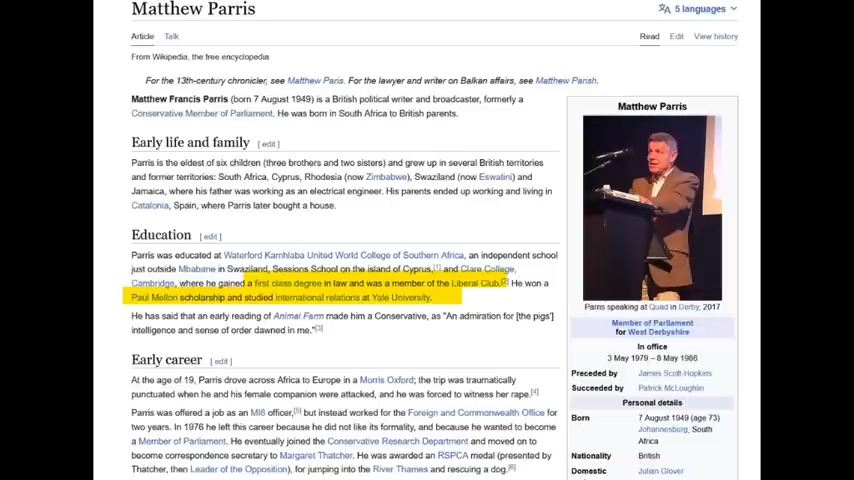 Matthew Parris
5 languages
Article Talk
Read Edit View history
From Wikipedia, the free encyclopedia
For the 13th-century chronicler, see Matthew Paris. For the lawyer and writer on Balkan affairs, see Matthew Parish.
Matthew Francis Parris (born 7 August 1949) is a British political writer and broadcaster, formerly a
Conservative Member of Parliament. He was born in South Africa to British parents.
Early life and family [ edit ]
Parris is the eldest of six children (three brothers and two sisters) and grew up in several British territories
and former territories: South Africa, Cyprus, Rhodesia (now Zimbabwe), Swaziland (now Eswatini) and
Jamaica, where his father was working as an electrical engineer. His parents ended up working and living in
Catalonia, Spain, where Parris later bought a house.
Education [ edit ]
Parris was educated at Waterford Kamhlaba United World College of Southern Africa, an independent school
just outside Mbabane in Swaziland, Sessions School on the island of Cyprus,[1] and Clare College,
Cambridge, where he gained a first class degree in law and was a member of the Liberal Club.[2] He won a
Paul Mellon scholarship and studied international relations at Yale University.
He has said that an early reading of Animal Farm made him a Conservative, as "An admiration for [the pigs']
intelligence and sense of order dawned in me."[3]
Early career [ edit ]
At the age of 19, Parris drove across Africa to Europe in a Morris Oxford; the trip was traumatically
punctuated when he and his female companion were attacked, and he was forced to witness her rape.[4]
Parris was offered a job as an MI6 officer,[5] but instead worked for the Foreign and Commonwealth Office for
two years. In 1976 he left this career because he did not like its formality, and because he wanted to become
a Member of Parliament. He eventually joined the Conservative Research Department and moved on to
become correspondence secretary to Margaret Thatcher. He was awarded an RSPCA medal (presented by
Thatcher, then Leader of the Opposition), for jumping into the River Thames and rescuing a dog.[6]
Matthew Parris
Parris speaking at Quad in Derby, 2017
Member of Parliament
for West Derbyshire
In office
3 May 1979 – 8 May 1986
Preceded by James Scott-Hopkins
Succeeded by Patrick McLoughlin
Personal details
Born 7 August 1949 (age 73)
Johannesburg, South
Africa
Nationality British
Domestic Julian Glover